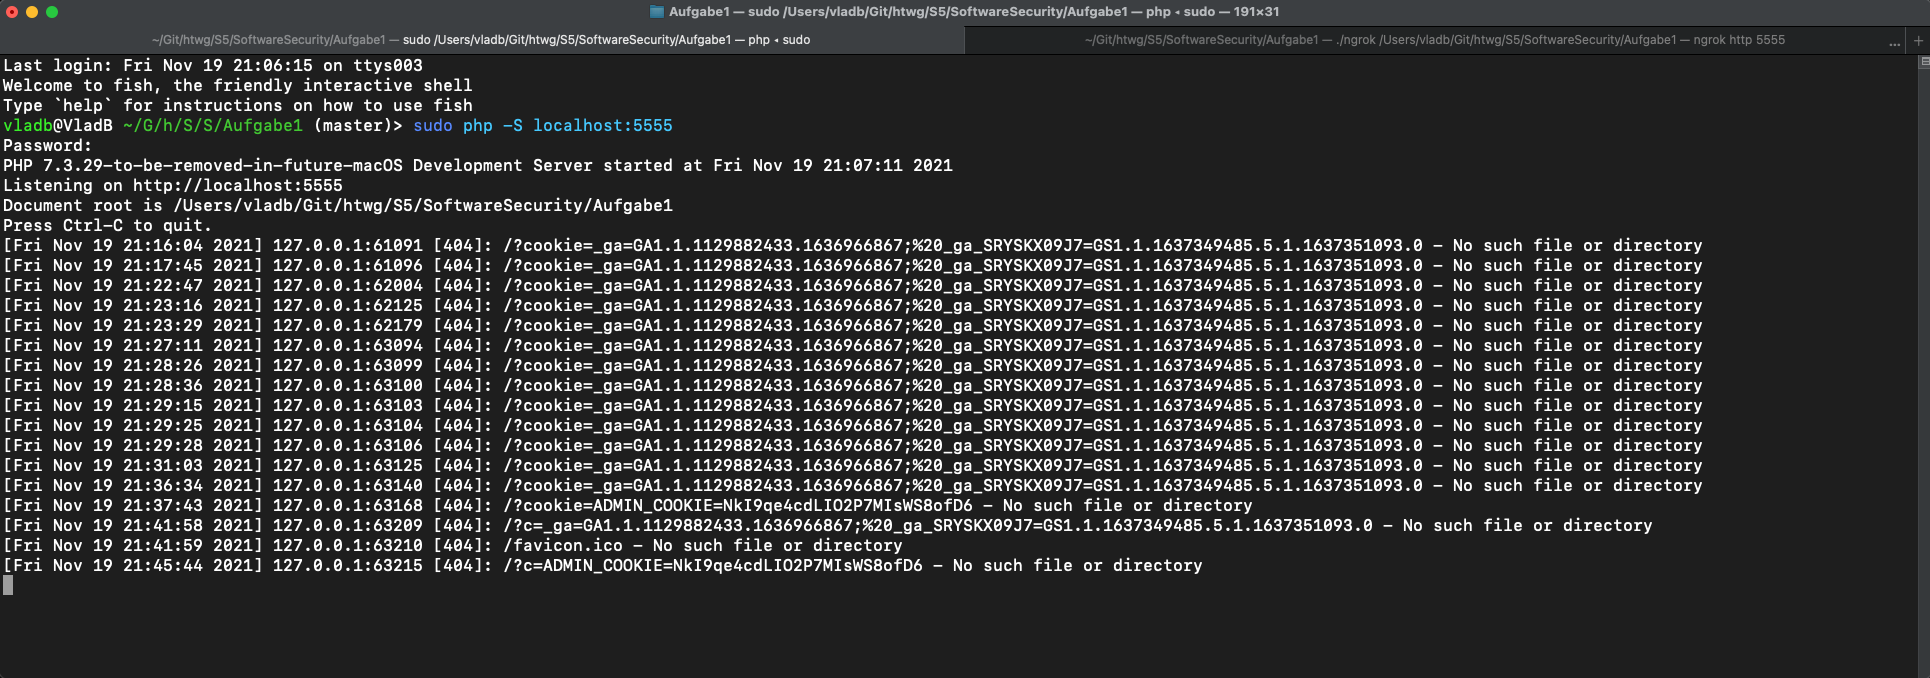 Aufgabe1 — sudo /Users/vladb/Git/htwg/S5/SoftwareSecurity/Aufgabe1 — php ◂ sudo — 191×31
~/Git/htwg/S5/SoftwareSecurity/Aufgabe1 — sudo /Users/vladb/Git/htwg/S5/SoftwareSecurity/Aufgabe1 — php ◂ sudo
~/Git/htwg/S5/SoftwareSecurity/Aufgabe1 — ./ngrok /Users/vladb/Git/htwg/S5/SoftwareSecurity/Aufgabe1 — ngrok http 5555 ... +
Last login: Fri Nov 19 21:06:15 on ttys003
Welcome to fish, the friendly interactive shell
Type `help` for instructions on how to use fish
vladb@VladB ~/G/h/S/S/Aufgabe1 (master)> sudo php -S localhost:5555
Password:
PHP 7.3.29-to-be-removed-in-future-macOS Development Server started at Fri Nov 19 21:07:11 2021
Listening on http://localhost:5555
Document root is /Users/vladb/Git/htwg/S5/SoftwareSecurity/Aufgabe1
Press Ctrl-C to quit.
[Fri Nov 19 21:16:04 2021] 127.0.0.1:61091 [404]: /?cookie=_ga=GA1.1.1129882433.1636966867;%20_ga_SRYSKX09J7=GS1.1.1637349485.5.1.1637351093.0 - No such file or directory
[Fri Nov 19 21:17:45 2021] 127.0.0.1:61096 [404]: /?cookie=_ga=GA1.1.1129882433.1636966867;%20_ga_SRYSKX09J7=GS1.1.1637349485.5.1.1637351093.0 - No such file or directory
[Fri Nov 19 21:22:47 2021] 127.0.0.1:62004 [404]: /?cookie=_ga=GA1.1.1129882433.1636966867;%20_ga_SRYSKX09J7=GS1.1.1637349485.5.1.1637351093.0 - No such file or directory
[Fri Nov 19 21:23:16 2021] 127.0.0.1:62125 [404]: /?cookie=_ga=GA1.1.1129882433.1636966867;%20_ga_SRYSKX09J7=GS1.1.1637349485.5.1.1637351093.0 - No such file or directory
[Fri Nov 19 21:23:29 2021] 127.0.0.1:62179 [404]: /?cookie=_ga=GA1.1.1129882433.1636966867;%20_ga_SRYSKX09J7=GS1.1.1637349485.5.1.1637351093.0 - No such file or directory
[Fri Nov 19 21:27:11 2021] 127.0.0.1:63094 [404]: /?cookie=_ga=GA1.1.1129882433.1636966867;%20_ga_SRYSKX09J7=GS1.1.1637349485.5.1.1637351093.0 - No such file or directory
[Fri Nov 19 21:28:26 2021] 127.0.0.1:63099 [404]: /?cookie=_ga=GA1.1.1129882433.1636966867;%20_ga_SRYSKX09J7=GS1.1.1637349485.5.1.1637351093.0 - No such file or directory
[Fri Nov 19 21:28:36 2021] 127.0.0.1:63100 [404]: /?cookie=_ga=GA1.1.1129882433.1636966867;%20_ga_SRYSKX09J7=GS1.1.1637349485.5.1.1637351093.0 - No such file or directory
[Fri Nov 19 21:29:15 2021] 127.0.0.1:63103 [404]: /?cookie=_ga=GA1.1.1129882433.1636966867;%20_ga_SRYSKX09J7=GS1.1.1637349485.5.1.1637351093.0 - No such file or directory
[Fri Nov 19 21:29:25 2021] 127.0.0.1:63104 [404]: /?cookie=_ga=GA1.1.1129882433.1636966867;%20_ga_SRYSKX09J7=GS1.1.1637349485.5.1.1637351093.0 - No such file or directory
[Fri Nov 19 21:29:28 2021] 127.0.0.1:63106 [404]: /?cookie=_ga=GA1.1.1129882433.1636966867;%20_ga_SRYSKX09J7=GS1.1.1637349485.5.1.1637351093.0 - No such file or directory
[Fri Nov 19 21:31:03 2021] 127.0.0.1:63125 [404]: /?cookie=_ga=GA1.1.1129882433.1636966867;%20_ga_SRYSKX09J7=GS1.1.1637349485.5.1.1637351093.0 - No such file or directory
[Fri Nov 19 21:36:34 2021] 127.0.0.1:63140 [404]: /?cookie=_ga=GA1.1.1129882433.1636966867;%20_ga_SRYSKX09J7=GS1.1.1637349485.5.1.1637351093.0 - No such file or directory
[Fri Nov 19 21:37:43 2021] 127.0.0.1:63168 [404]: /?cookie=ADMIN_COOKIE=NkI9qe4cdLIO2P7MIsWS8ofD6 - No such file or directory
[Fri Nov 19 21:41:58 2021] 127.0.0.1:63209 [404]: /?c=_ga=GA1.1.1129882433.1636966867;%20_ga_SRYSKX09J7=GS1.1.1637349485.5.1.1637351093.0 - No such file or directory
[Fri Nov 19 21:41:59 2021] 127.0.0.1:63210 [404]: /favicon.ico - No such file or directory
[Fri Nov 19 21:45:44 2021] 127.0.0.1:63215 [404]: /?c=ADMIN_COOKIE=NkI9qe4cdLIO2P7MIsWS8ofD6 - No such file or directory